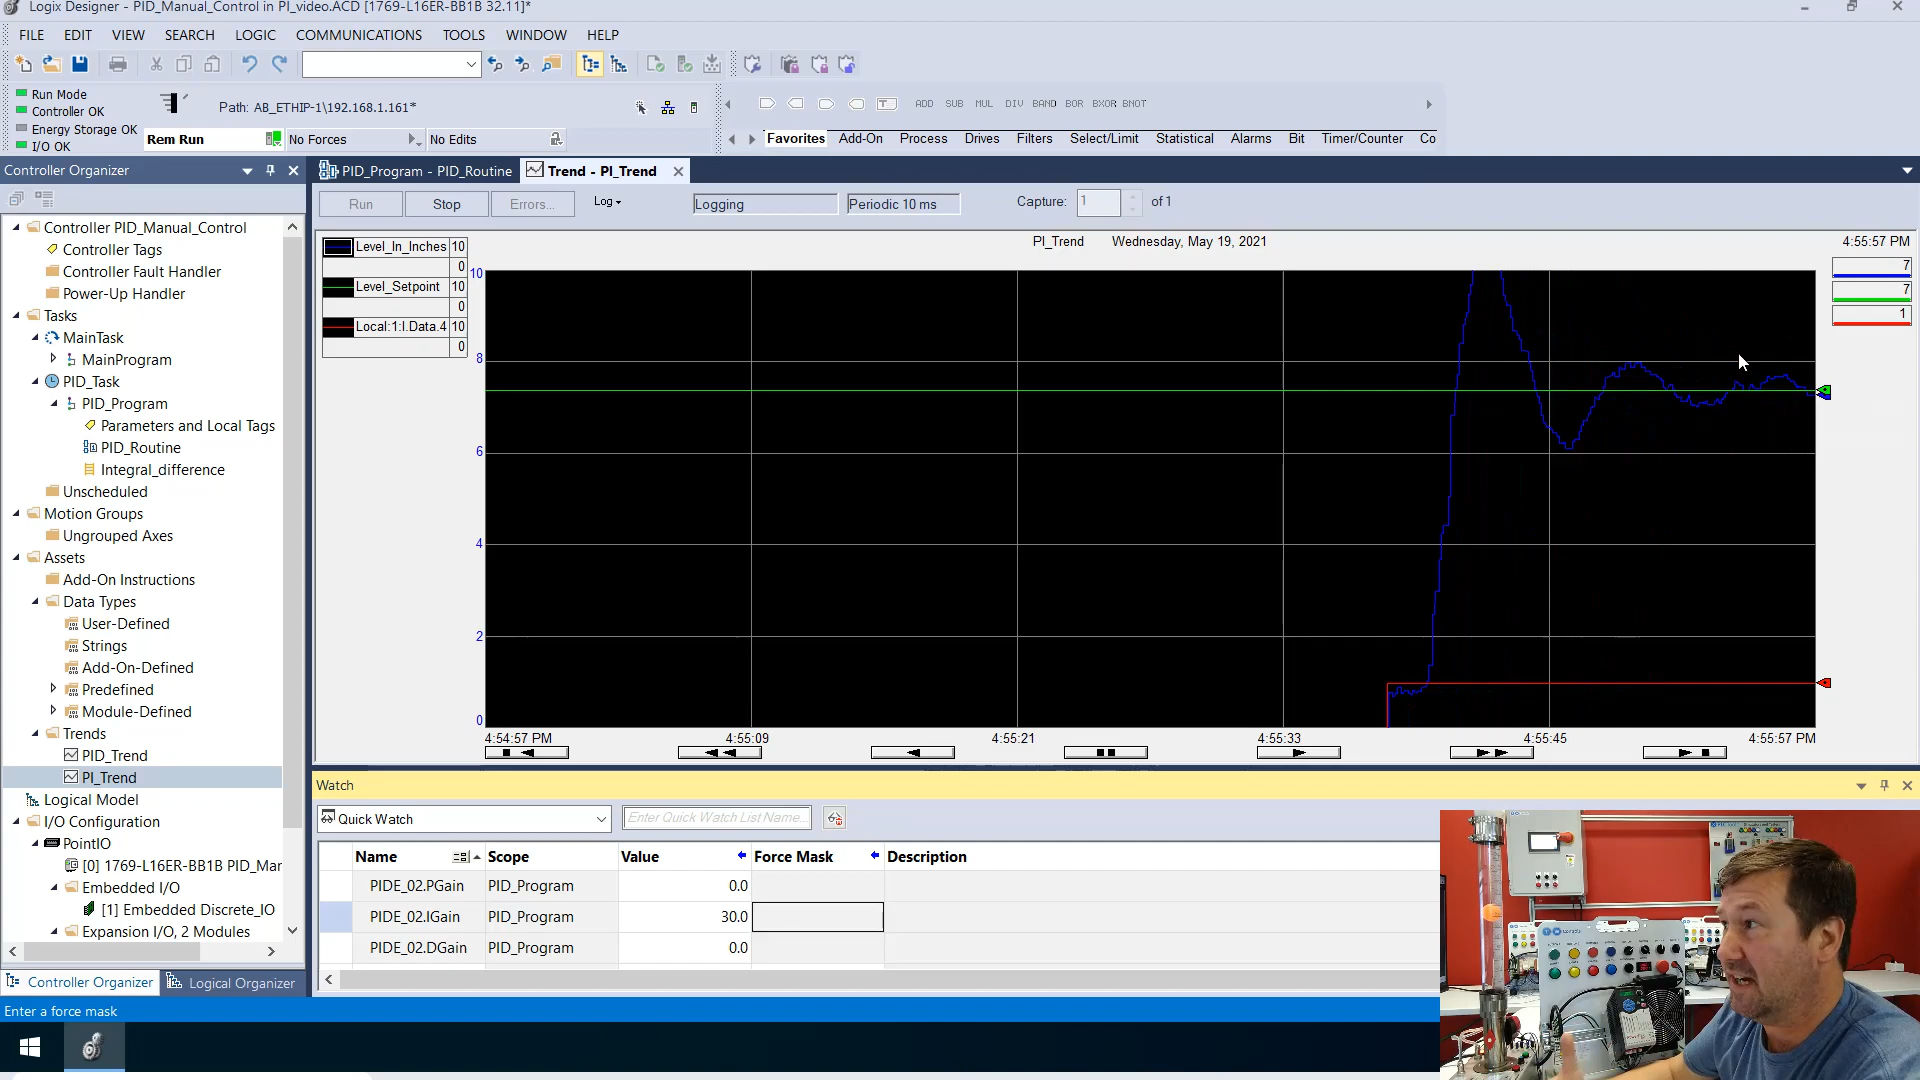 Logix Designer - PID_Manual_Control in PI_video.ACD [1769-L16ER-BB1B 32.11]*
FILE EDIT VIEW SEARCH LOGIC COMMUNICATIONS TOOLS WINDOW HELP
Run Mode
Controller OK
Energy Storage OK
I/O OK
Path: AB_ETHIP-1\192.168.1.161*
Rem Run No Forces No Edits
ADD SUB MUL DIV BAND BOR BXOR BNOT
Favorites Add-On Process Drives Filters Select/Limit Statistical Alarms Bit Timer/Counter Co
Controller Organizer
Controller PID_Manual_Control
Controller Tags
Controller Fault Handler
Power-Up Handler
Tasks
MainTask
MainProgram
PID_Task
PID_Program
Parameters and Local Tags
PID_Routine
Integral_difference
Unscheduled
Motion Groups
Ungrouped Axes
Assets
Add-On Instructions
Data Types
User-Defined
Strings
Add-On-Defined
Predefined
Module-Defined
Trends
PID_Trend
PI_Trend
Logical Model
I/O Configuration
PointIO
[0] 1769-L16ER-BB1B PID_Mar
Embedded I/O
[1] Embedded Discrete_IO
Expansion I/O, 2 Modules
Controller Organizer Logical Organizer
Enter a force mask
PID_Program - PID_Routine Trend - PI_Trend
Run Stop Errors... Log Logging Periodic 10 ms Capture: 1 of 1
PI_Trend Wednesday, May 19, 2021 4:55:57 PM
Level_In_Inches 10
0
Level_Setpoint 10
0
Local:1:I.Data.4 10
0
7
7
1
10
8
6
4
2
0
4:54:57 PM 4:55:09 4:55:21 4:55:33 4:55:45 4:55:57 PM
Watch
Quick Watch Enter Quick Watch List Name...
Name Scope Value Force Mask Description
PIDE_02.PGain PID_Program 0.0
PIDE_02.IGain PID_Program 30.0
PIDE_02.DGain PID_Program 0.0